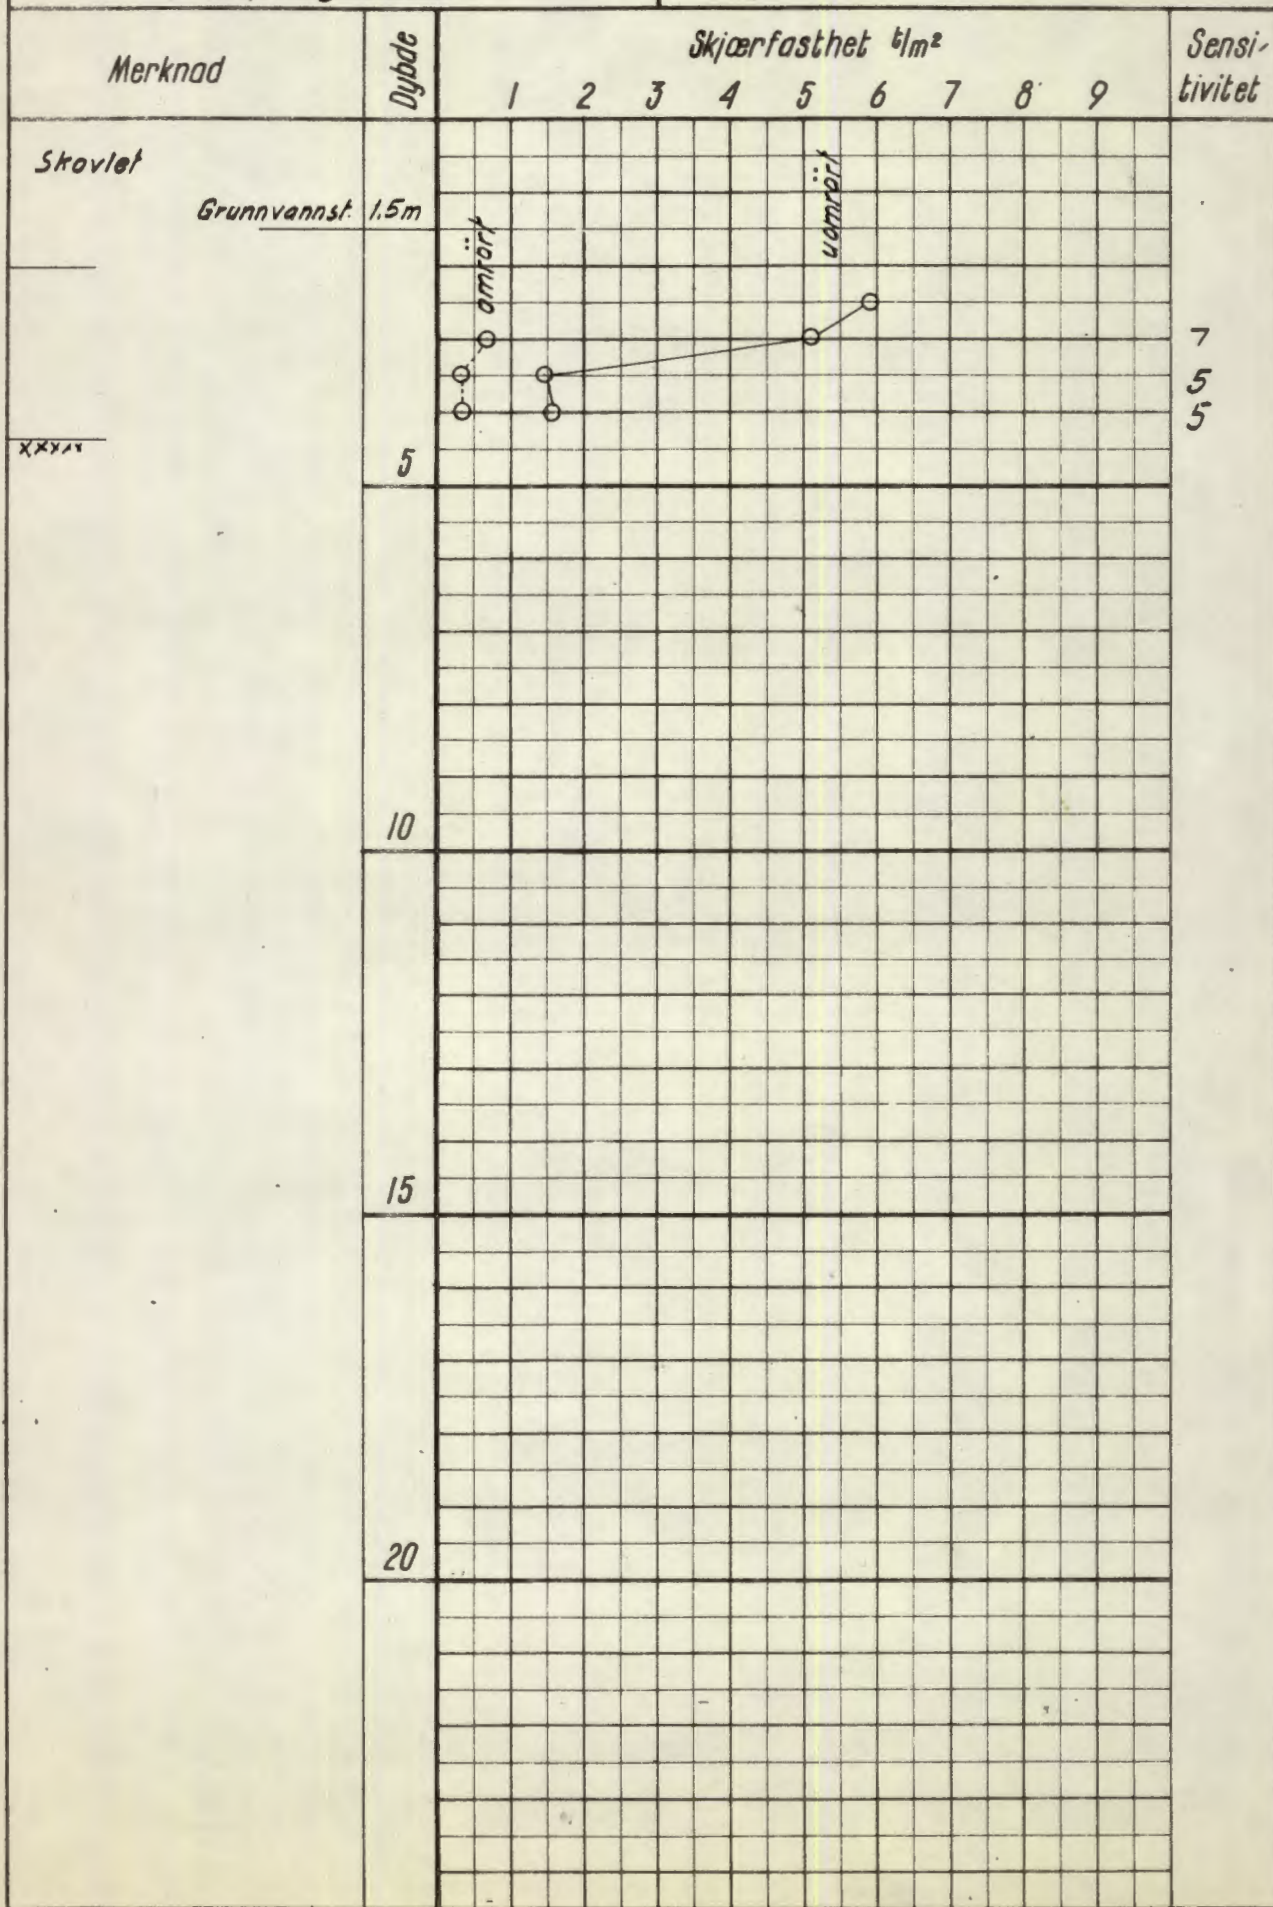 Merknad
Dybde
Skjærfasthet t/m²
Sensi-
tivitet
1 2 3 4 5 6 7 8 9
Skovlet
Grunnvannst. 1.5m
omrört
uomrört
7
5
5
xxxxx
5
10
15
20